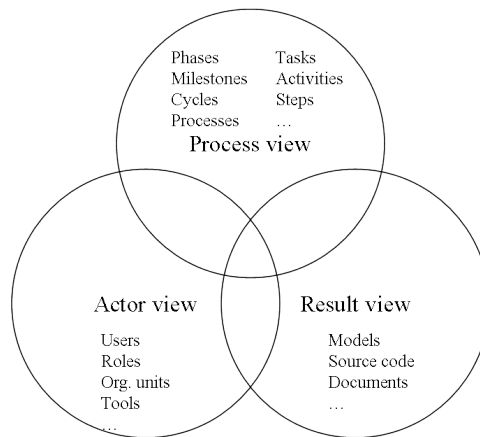 Phases Tasks
Milestones Activities
Cycles Steps
Processes …
Process view
Actor view
Users
Roles
Org. units
Tools
…
Result view
Models
Source code
Documents
…